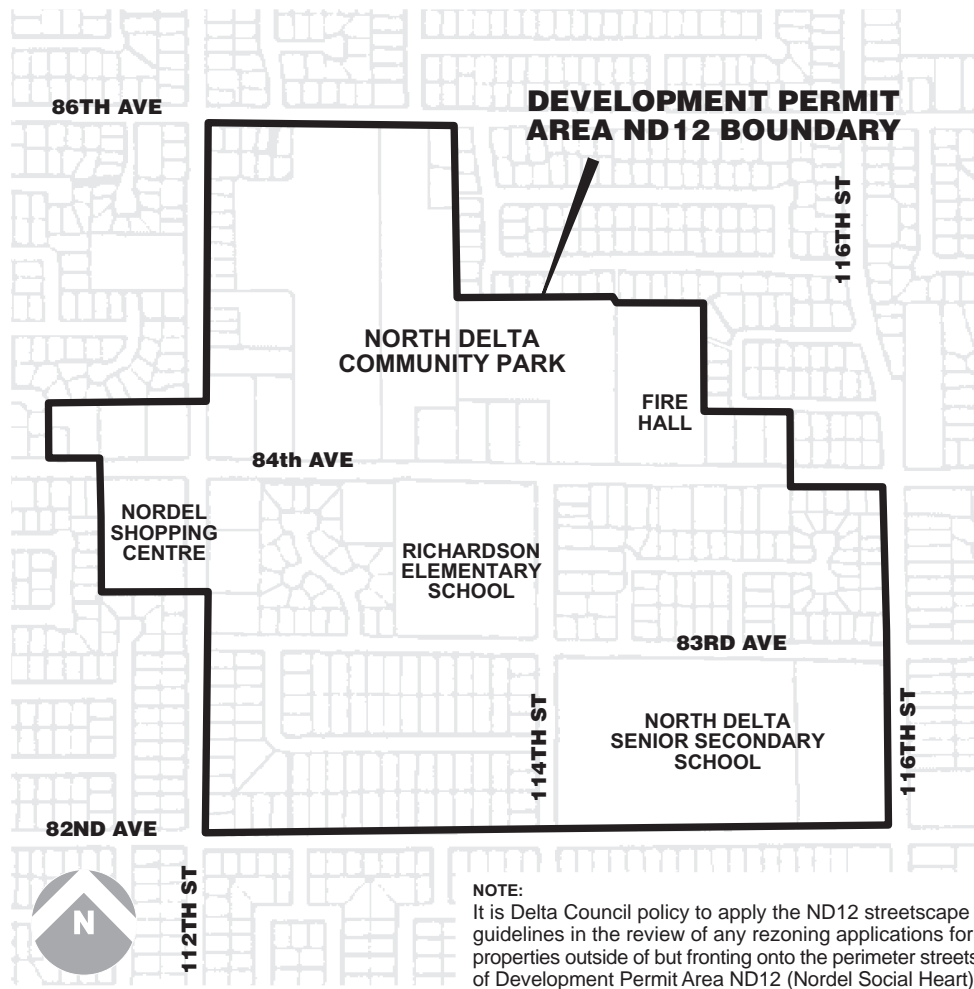 86TH AVE
DEVELOPMENT PERMIT
AREA ND12 BOUNDARY
116TH ST
NORTH DELTA
COMMUNITY PARK
FIRE
HALL
84th AVE
NORDEL
SHOPPING
CENTRE
RICHARDSON
ELEMENTARY
SCHOOL
83RD AVE
114TH ST
NORTH DELTA
SENIOR SECONDARY
SCHOOL
116TH ST
82ND AVE
112TH ST
N
NOTE:
It is Delta Council policy to apply the ND12 streetscape
guidelines in the review of any rezoning applications for
properties outside of but fronting onto the perimeter streets
of Development Permit Area ND12 (Nordel Social Heart)